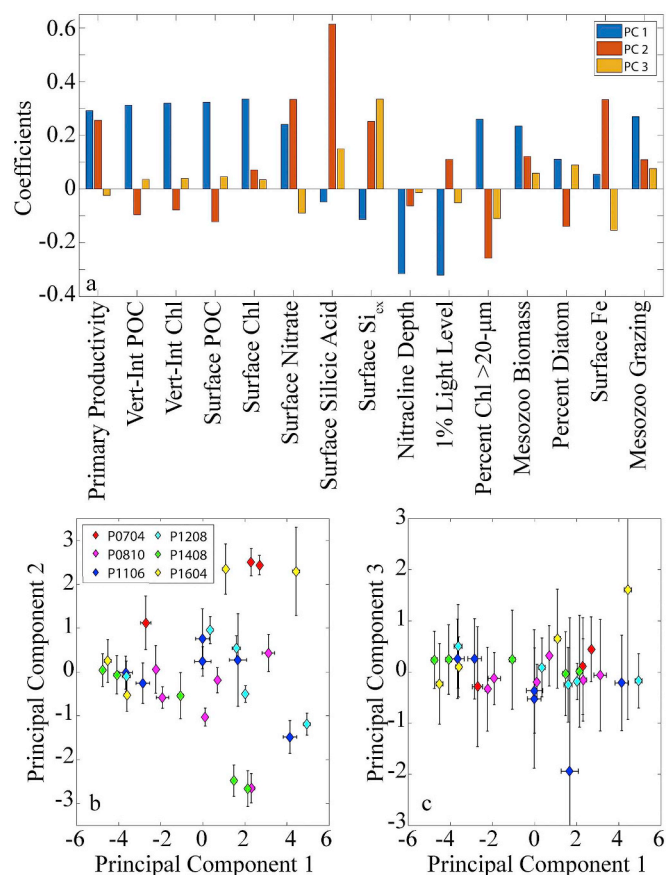 0.6
0.4
0.2
0
-0.2
-0.4
Coefficients
PC 1
PC 2
PC 3
a
Primary Productivity
Vert-Int POC
Vert-Int Chl
Surface POC
Surface Chl
Surface Nitrate
Surface Silicic Acid
Surface Siex
Nitracline Depth
1% Light Level
Percent Chl >20-μm
Mesozoo Biomass
Percent Diatom
Surface Fe
Mesozoo Grazing
3
2
1
0
-1
-2
-3
Principal Component 2
P0704
P0810
P1106
P1208
P1408
P1604
b
-6 -4 -2 0 2 4 6
Principal Component 1
3
2
1
0
-1
-2
-3
Principal Component 3
c
-6 -4 -2 0 2 4 6
Principal Component 1